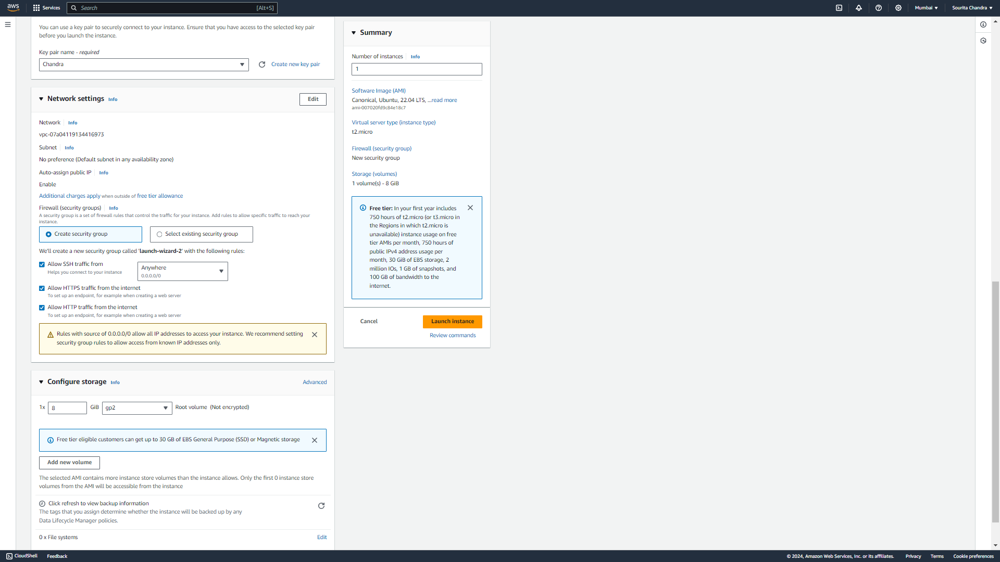 aws
Services
Search
[Alt+S]
Mumbai
Sourita Chandra
You can use a key pair to securely connect to your instance. Ensure that you have access to the selected key pair
before you launch the instance.
Key pair name - required
Chandra
Create new key pair
Network settings Info
Edit
Network Info
vpc-07a04119134416973
Subnet Info
No preference (Default subnet in any availability zone)
Auto-assign public IP Info
Enable
Additional charges apply when outside of free tier allowance
Firewall (security groups) Info
A security group is a set of firewall rules that control the traffic for your instance. Add rules to allow specific traffic to reach your
instance.
Create security group
Select existing security group
We'll create a new security group called 'launch-wizard-2' with the following rules:
Allow SSH traffic from
Helps you connect to your instance
Anywhere
0.0.0.0/0
Allow HTTPS traffic from the internet
To set up an endpoint, for example when creating a web server
Allow HTTP traffic from the internet
To set up an endpoint, for example when creating a web server
Rules with source of 0.0.0.0/0 allow all IP addresses to access your instance. We recommend setting
security group rules to allow access from known IP addresses only.
Configure storage Info
Advanced
1x 8 GiB gp2 Root volume (Not encrypted)
Free tier eligible customers can get up to 30 GB of EBS General Purpose (SSD) or Magnetic storage
Add new volume
The selected AMI contains more instance store volumes than the instance allows. Only the first 0 instance store
volumes from the AMI will be accessible from the instance
Click refresh to view backup information
The tags that you assign determine whether the instance will be backed up by any
Data Lifecycle Manager policies.
0 x File systems
Edit
Summary
Number of instances Info
1
Software Image (AMI)
Canonical, Ubuntu, 22.04 LTS, ...read more
ami-007020fd9c84e18c7
Virtual server type (instance type)
t2.micro
Firewall (security group)
New security group
Storage (volumes)
1 volume(s) - 8 GiB
Free tier: In your first year includes
750 hours of t2.micro (or t3.micro in
the Regions in which t2.micro is
unavailable) instance usage on free
tier AMIs per month, 750 hours of
public IPv4 address usage per
month, 30 GiB of EBS storage, 2
million IOs, 1 GB of snapshots, and
100 GB of bandwidth to the
internet.
Cancel
Launch instance
Review commands
CloudShell
Feedback
© 2024, Amazon Web Services, Inc. or its affiliates.
Privacy
Terms
Cookie preferences